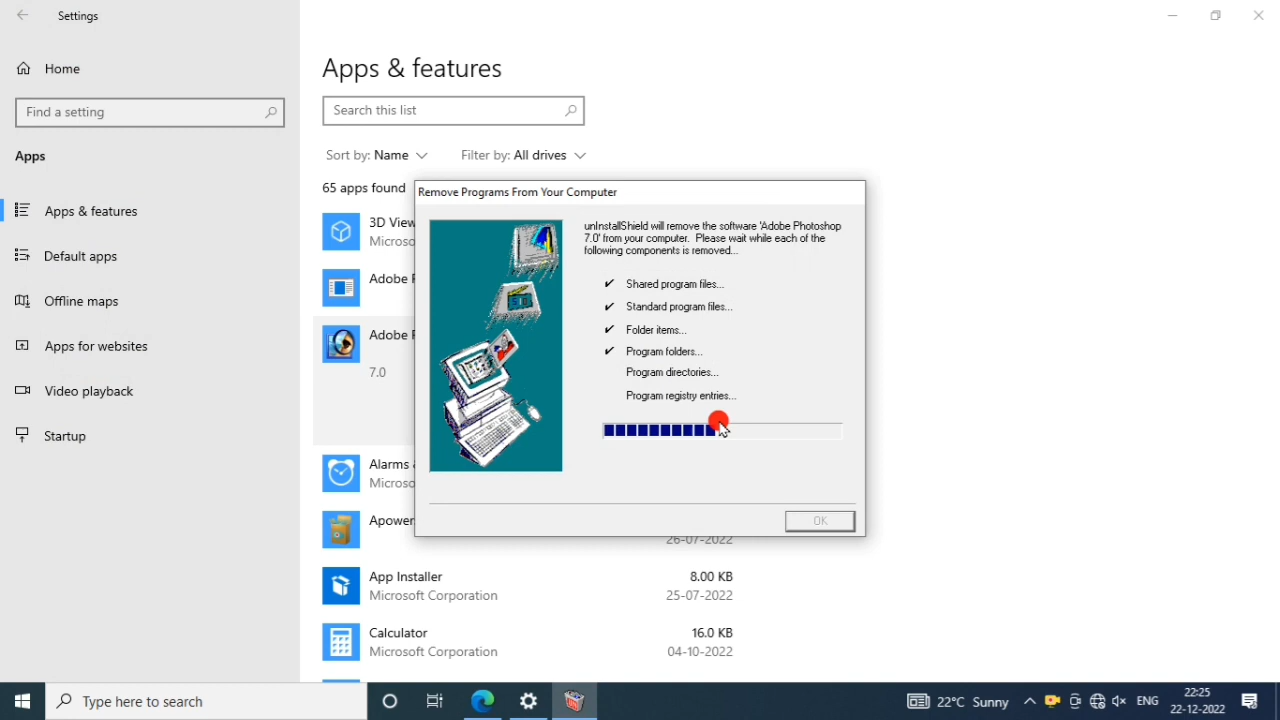 Settings
Home
Find a setting
Apps
Apps & features
Default apps
Offline maps
Apps for websites
Video playback
Startup
Apps & features
Search this list
Sort by: Name
Filter by: All drives
65 apps found
3D View
Microso
Adobe
Adobe
7.0
Alarms
Microso
Apower
26-07-2022
App Installer
8.00 KB
Microsoft Corporation
25-07-2022
Calculator
16.0 KB
Microsoft Corporation
04-10-2022
Remove Programs From Your Computer
unInstallShield will remove the software 'Adobe Photoshop
7.0' from your computer. Please wait while each of the
following components is removed...
Shared program files...
Standard program files...
Folder items...
Program folders...
Program directories...
Program registry entries...
OK
Type here to search
22°C Sunny
ENG
22:25
22-12-2022